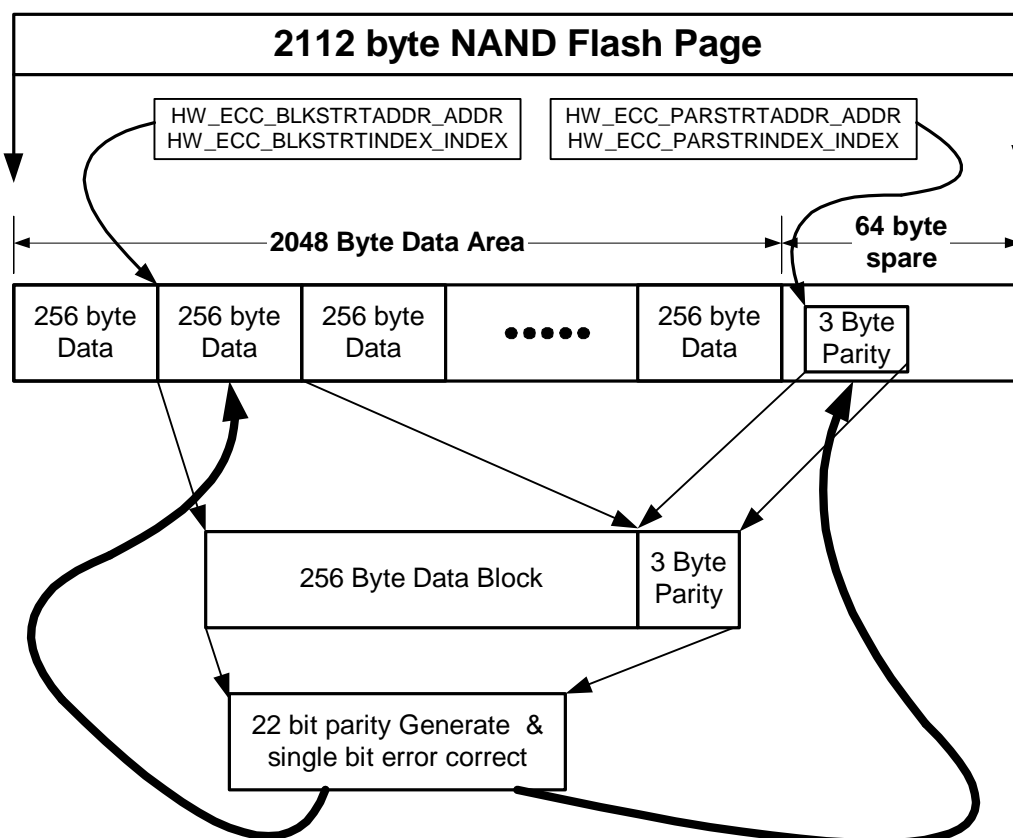 2112 byte NAND Flash Page
HW_ECC_BLKSTRTADDR_ADDR
HW_ECC_BLKSTRTINDEX_INDEX
HW_ECC_PARSTRTADDR_ADDR
HW_ECC_PARSTRINDEX_INDEX
2048 Byte Data Area
64 byte
spare
256 byte
Data
256 byte
Data
256 byte
Data
256 byte
Data
3 Byte
Parity
256 Byte Data Block
3 Byte
Parity
22 bit parity Generate &
single bit error correct